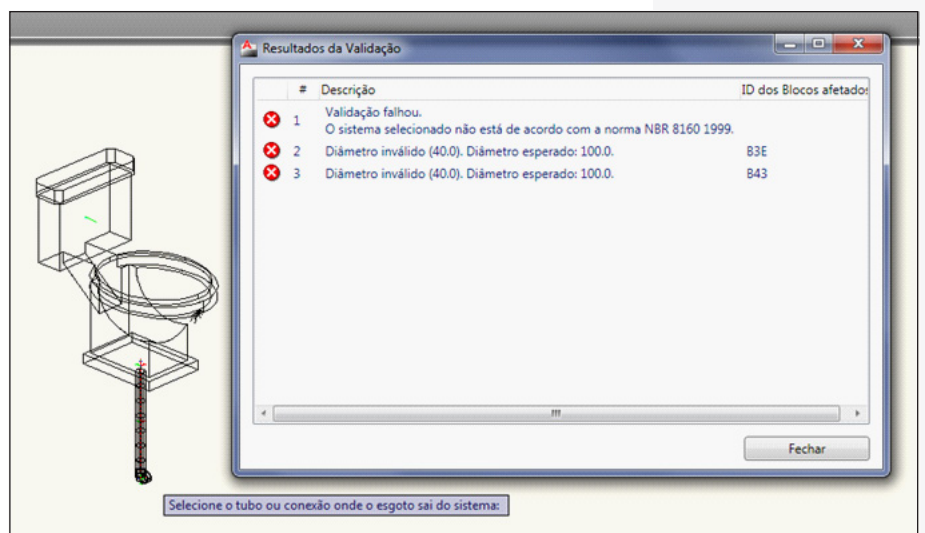 Resultados da Validação
# Descrição ID dos Blocos afetados
1 Validação falhou.
O sistema selecionado não está de acordo com a norma NBR 8160 1999.
2 Diâmetro inválido (40.0). Diâmetro esperado: 100.0. B3E
3 Diâmetro inválido (40.0). Diâmetro esperado: 100.0. B43
Fechar
Selecione o tubo ou conexão onde o esgoto sai do sistema: